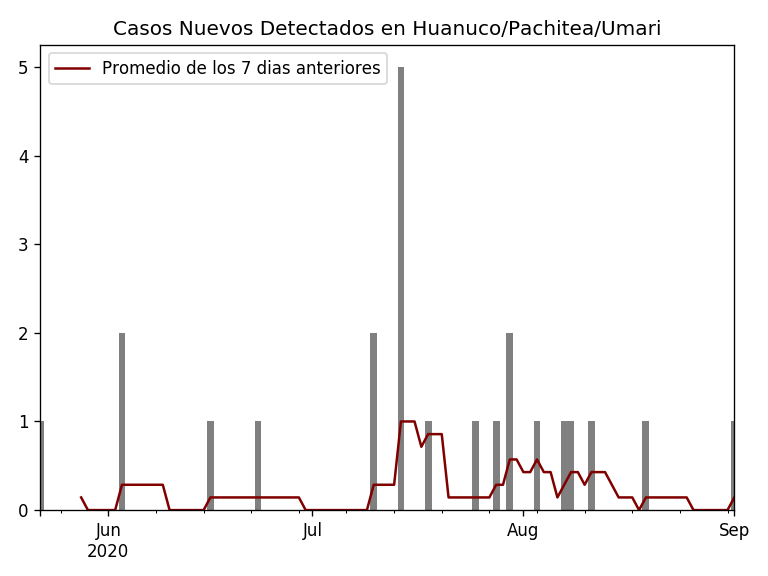 Casos Nuevos Detectados en Huanuco/Pachitea/Umari
Promedio de los 7 dias anteriores
5
4
3
2
1
0
Jun Jul Aug Sep
2020